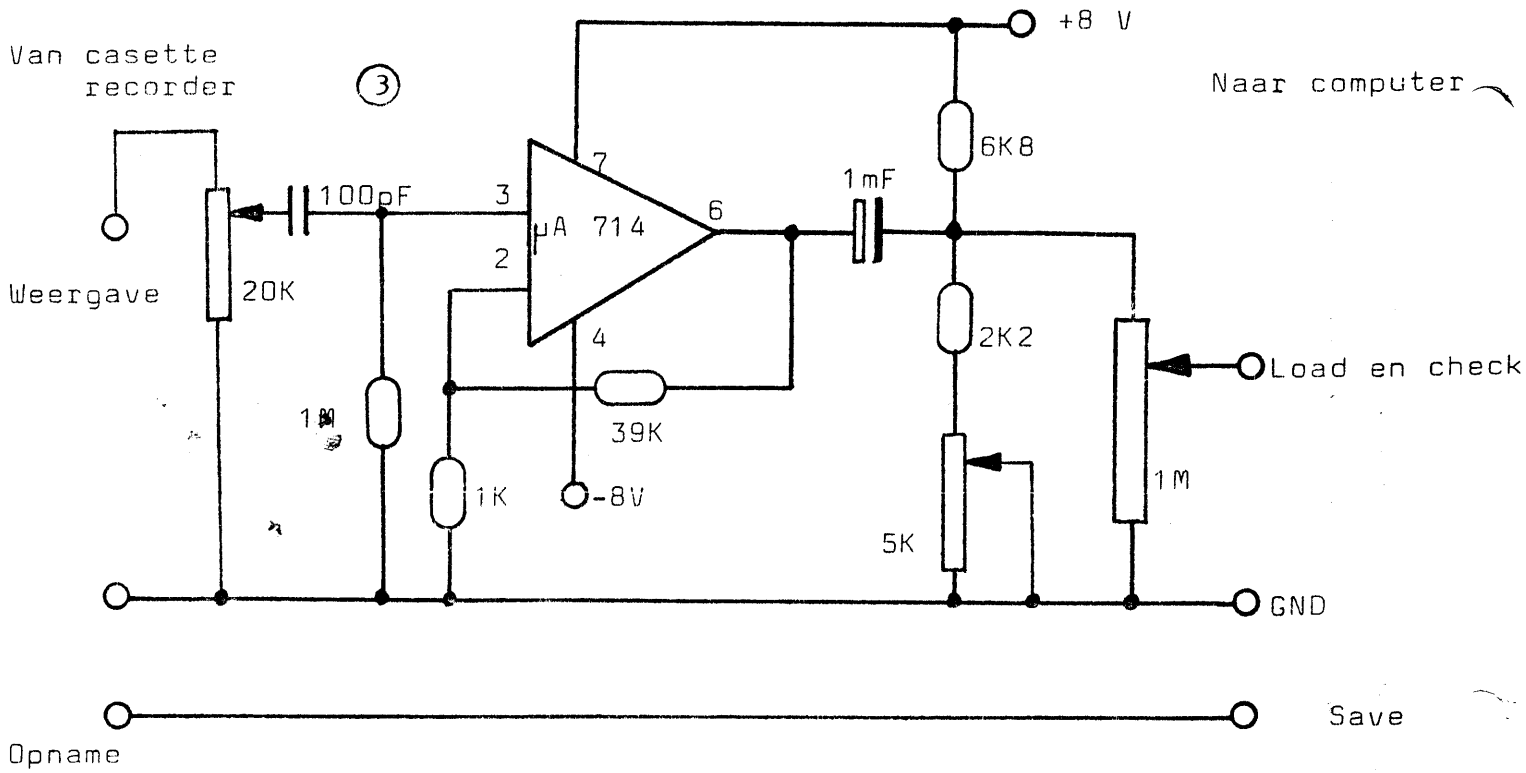 +8 V
Van casette
recorder
3
Naar computer
6K8
7
1mF
100pF
3
6
µA 714
2
Weergave
20K
4
2K2
Load en check
1M
39K
1K
-8V
1M
5K
GND
Save
Opname